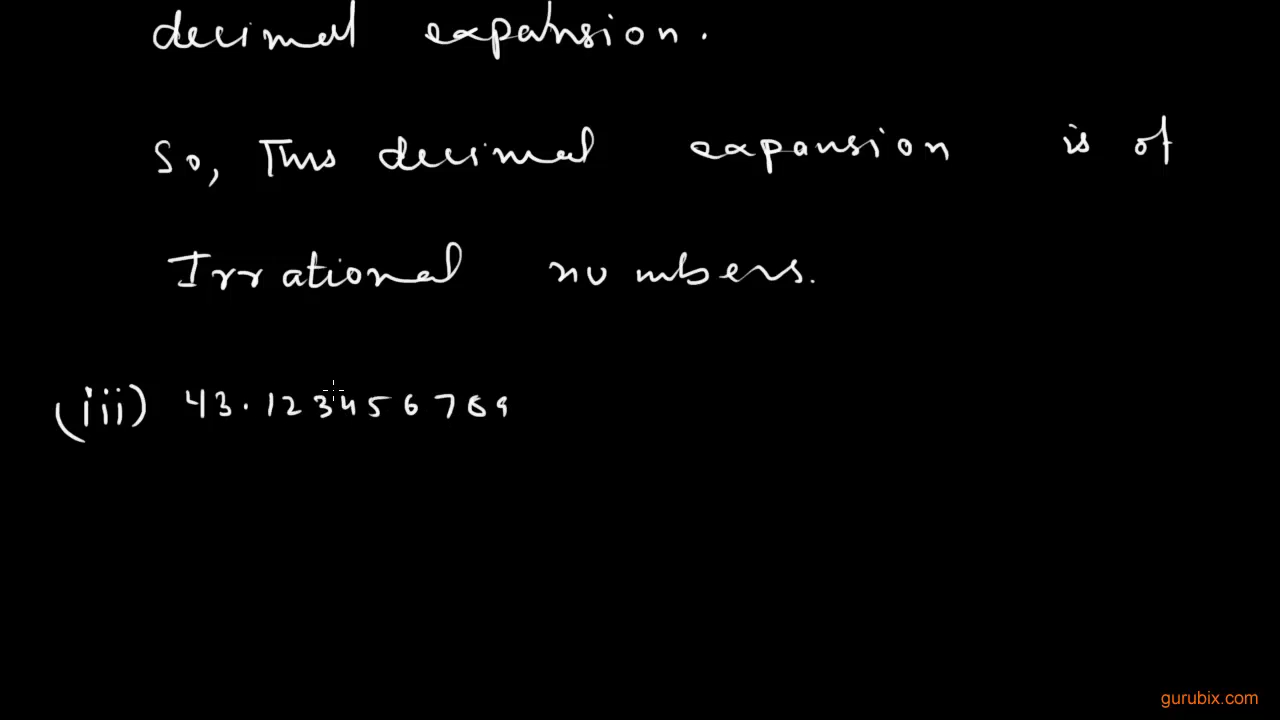 decimal expansion.
So, This decimal expansion is of
Irrational numbers.
(iii) 43.123456789
gurubix.com